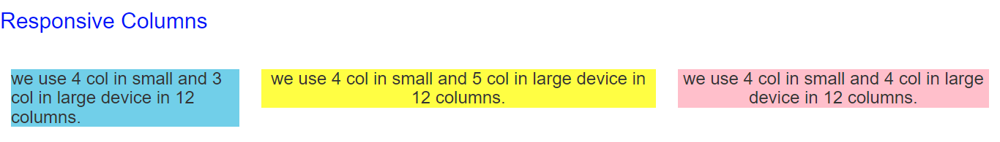 Responsive Columns
we use 4 col in small and 3
col in large device in 12
columns.
we use 4 col in small and 5 col in large device in
12 columns.
we use 4 col in small and 4 col in large
device in 12 columns.